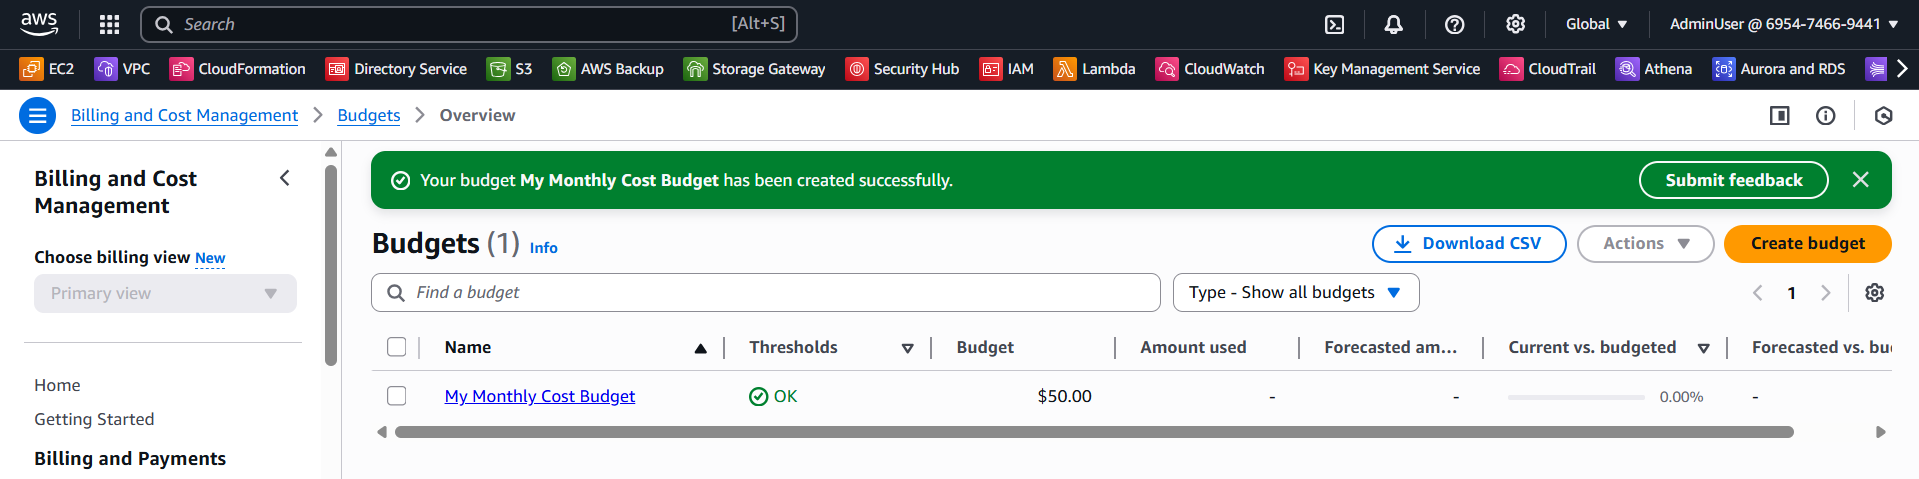 aws Search [Alt+S] Global AdminUser @ 6954-7466-9441
EC2 VPC CloudFormation Directory Service S3 AWS Backup Storage Gateway Security Hub IAM Lambda CloudWatch Key Management Service CloudTrail Athena Aurora and RDS
Billing and Cost Management Budgets Overview
Billing and Cost
Management
Choose billing view New
Primary view
Home
Getting Started
Billing and Payments
Your budget My Monthly Cost Budget has been created successfully. Submit feedback
Budgets (1) Info Download CSV Actions Create budget
Find a budget Type - Show all budgets 1
Name Thresholds Budget Amount used Forecasted am... Current vs. budgeted Forecasted vs. bu
My Monthly Cost Budget OK $50.00 - - 0.00% -